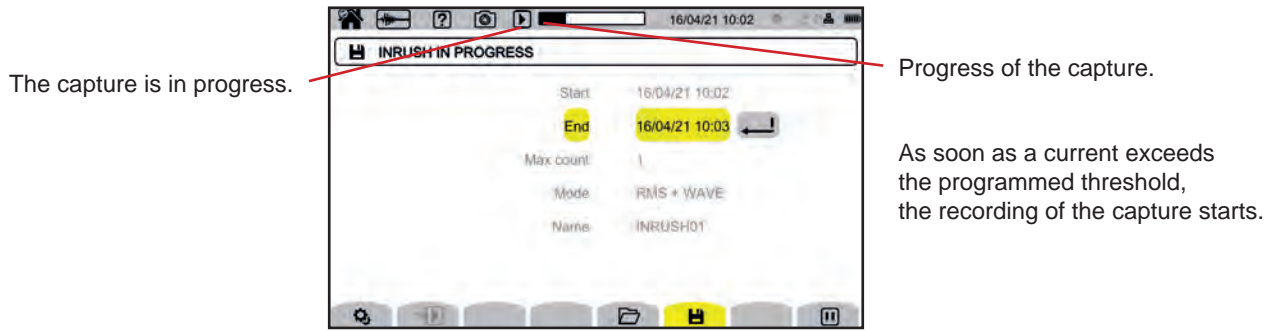 16/04/21 10:02
INRUSH IN PROGRESS
The capture is in progress.
Progress of the capture.
Start 16/04/21 10:02
End 16/04/21 10:03
As soon as a current exceeds
the programmed threshold,
the recording of the capture starts.
Max count 1
Mode RMS + WAVE
Name INRUSH01